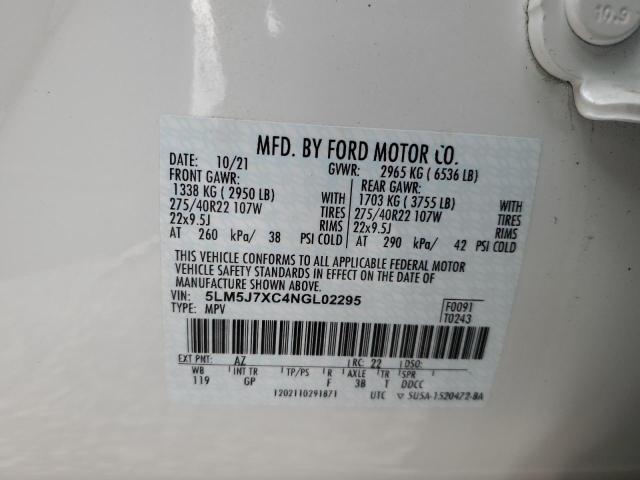 19.9
MFD. BY FORD MOTOR CO.
DATE: 10/21 GVWR: 2965 KG ( 6536 LB)
FRONT GAWR: REAR GAWR:
1338 KG ( 2950 LB) WITH 1703 KG ( 3755 LB) WITH
275/40R22 107W TIRES 275/40R22 107W TIRES
22x9.5J RIMS 22x9.5J RIMS
AT 260 kPa/ 38 PSI COLD AT 290 kPa/ 42 PSI COLD
THIS VEHICLE CONFORMS TO ALL APPLICABLE FEDERAL MOTOR
VEHICLE SAFETY STANDARDS IN EFFECT ON THE DATE OF
MANUFACTURE SHOWN ABOVE.
VIN: 5LM5J7XC4NGL02295 F0091
TYPE: MPV T0243
EXT PNT: AZ RC: 22 DSO:
WB INT TR TP/PS R AXLE TR SPR
119 GP F 3B T DDCC
1202110291871 UTC ▽ 5U5A-1520472-BA